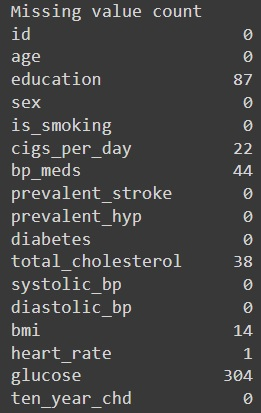 Missing value count
id 0
age 0
education 87
sex 0
is_smoking 0
cigs_per_day 22
bp_meds 44
prevalent_stroke 0
prevalent_hyp 0
diabetes 0
total_cholesterol 38
systolic_bp 0
diastolic_bp 0
bmi 14
heart_rate 1
glucose 304
ten_year_chd 0